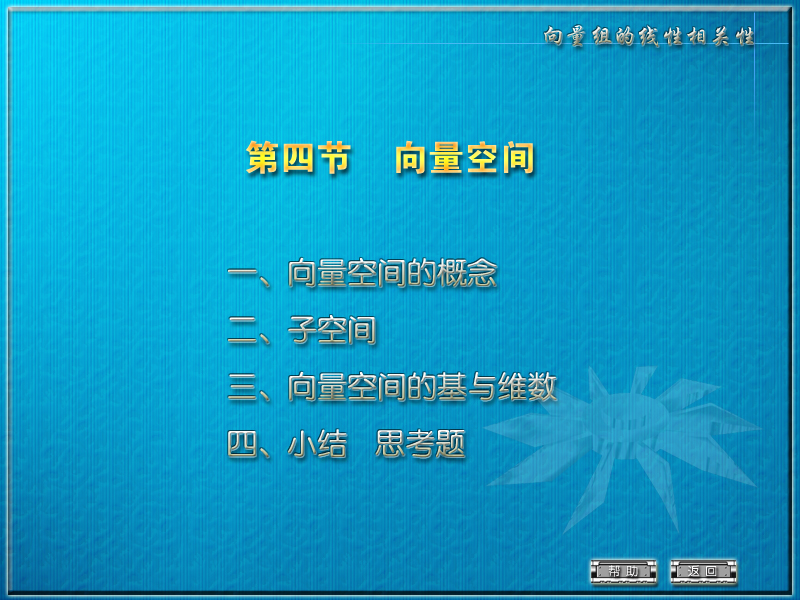 向量组的线性相关性
第四节 向量空间
一、向量空间的概念
二、子空间
三、向量空间的基与维数
四、小结 思考题
帮助 返回